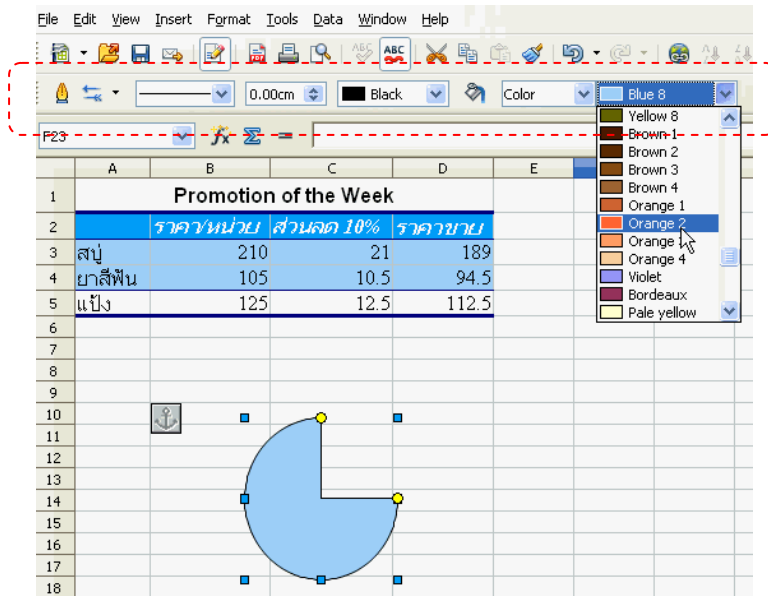 File Edit View Insert Format Tools Data Window Help
PDF ABC ABC
0.00cm Black Color Blue 8
F23
Yellow 8
Brown 1
Brown 2
Brown 3
Brown 4
Orange 1
Orange 2
Orange
Orange 4
Violet
Bordeaux
Pale yellow
A B C D E
1 Promotion of the Week
2 ราคา/หน่วย ส่วนลด 10% ราคาขาย
3 สบู่ 210 21 189
4 ยาสีฟัน 105 10.5 94.5
5 แป้ง 125 12.5 112.5
6
7
8
9
10
11
12
13
14
15
16
17
18